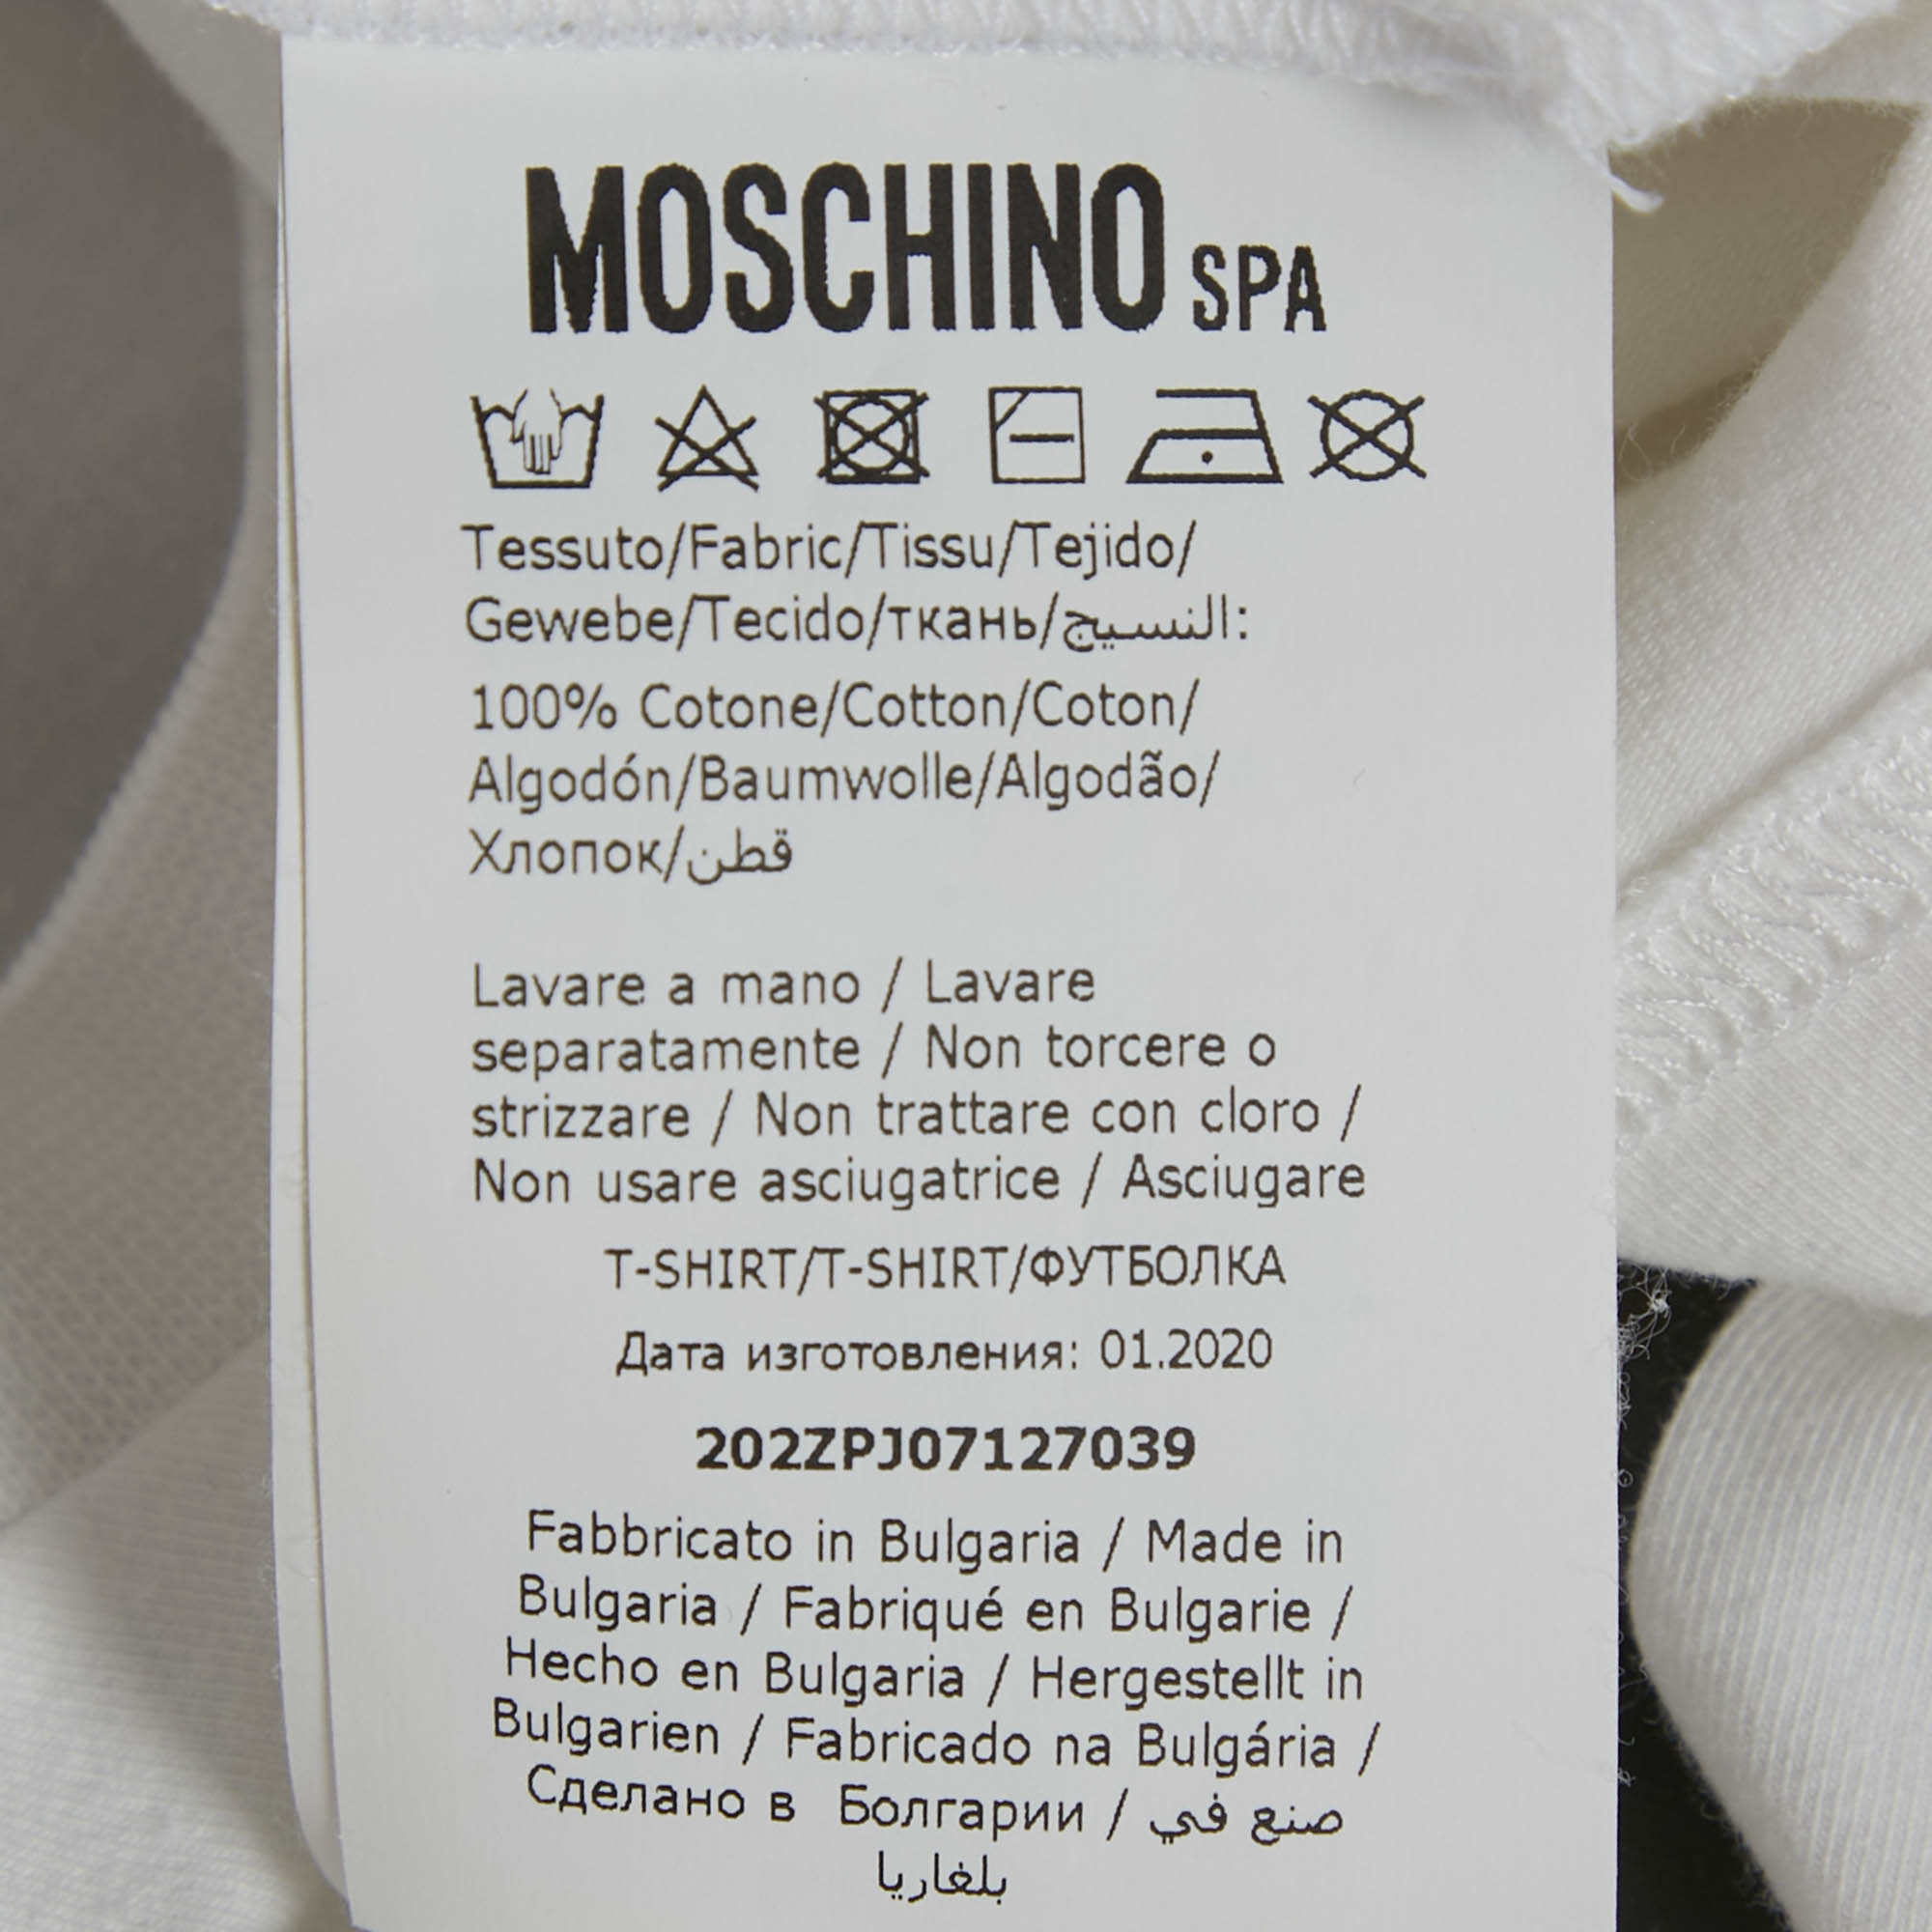 MOSCHINO SPA
Tessuto/Fabric/Tissu/Tejido/
Gewebe/Tecido/ткань/النسيج:
100% Cotone/Cotton/Coton/
Algodón/Baumwolle/Algodão/
Хлопок/قطن
Lavare a mano / Lavare
separatamente / Non torcere o
strizzare / Non trattare con cloro /
Non usare asciugatrice / Asciugare
T-SHIRT/T-SHIRT/ФУТБОЛКА
Дата изготовления: 01.2020
202ZPJ07127039
Fabbricato in Bulgaria / Made in
Bulgaria / Fabriqué en Bulgarie /
Hecho en Bulgaria / Hergestellt in
Bulgarien / Fabricado na Bulgária /
Сделано в Болгарии / صنع في
بلغاريا